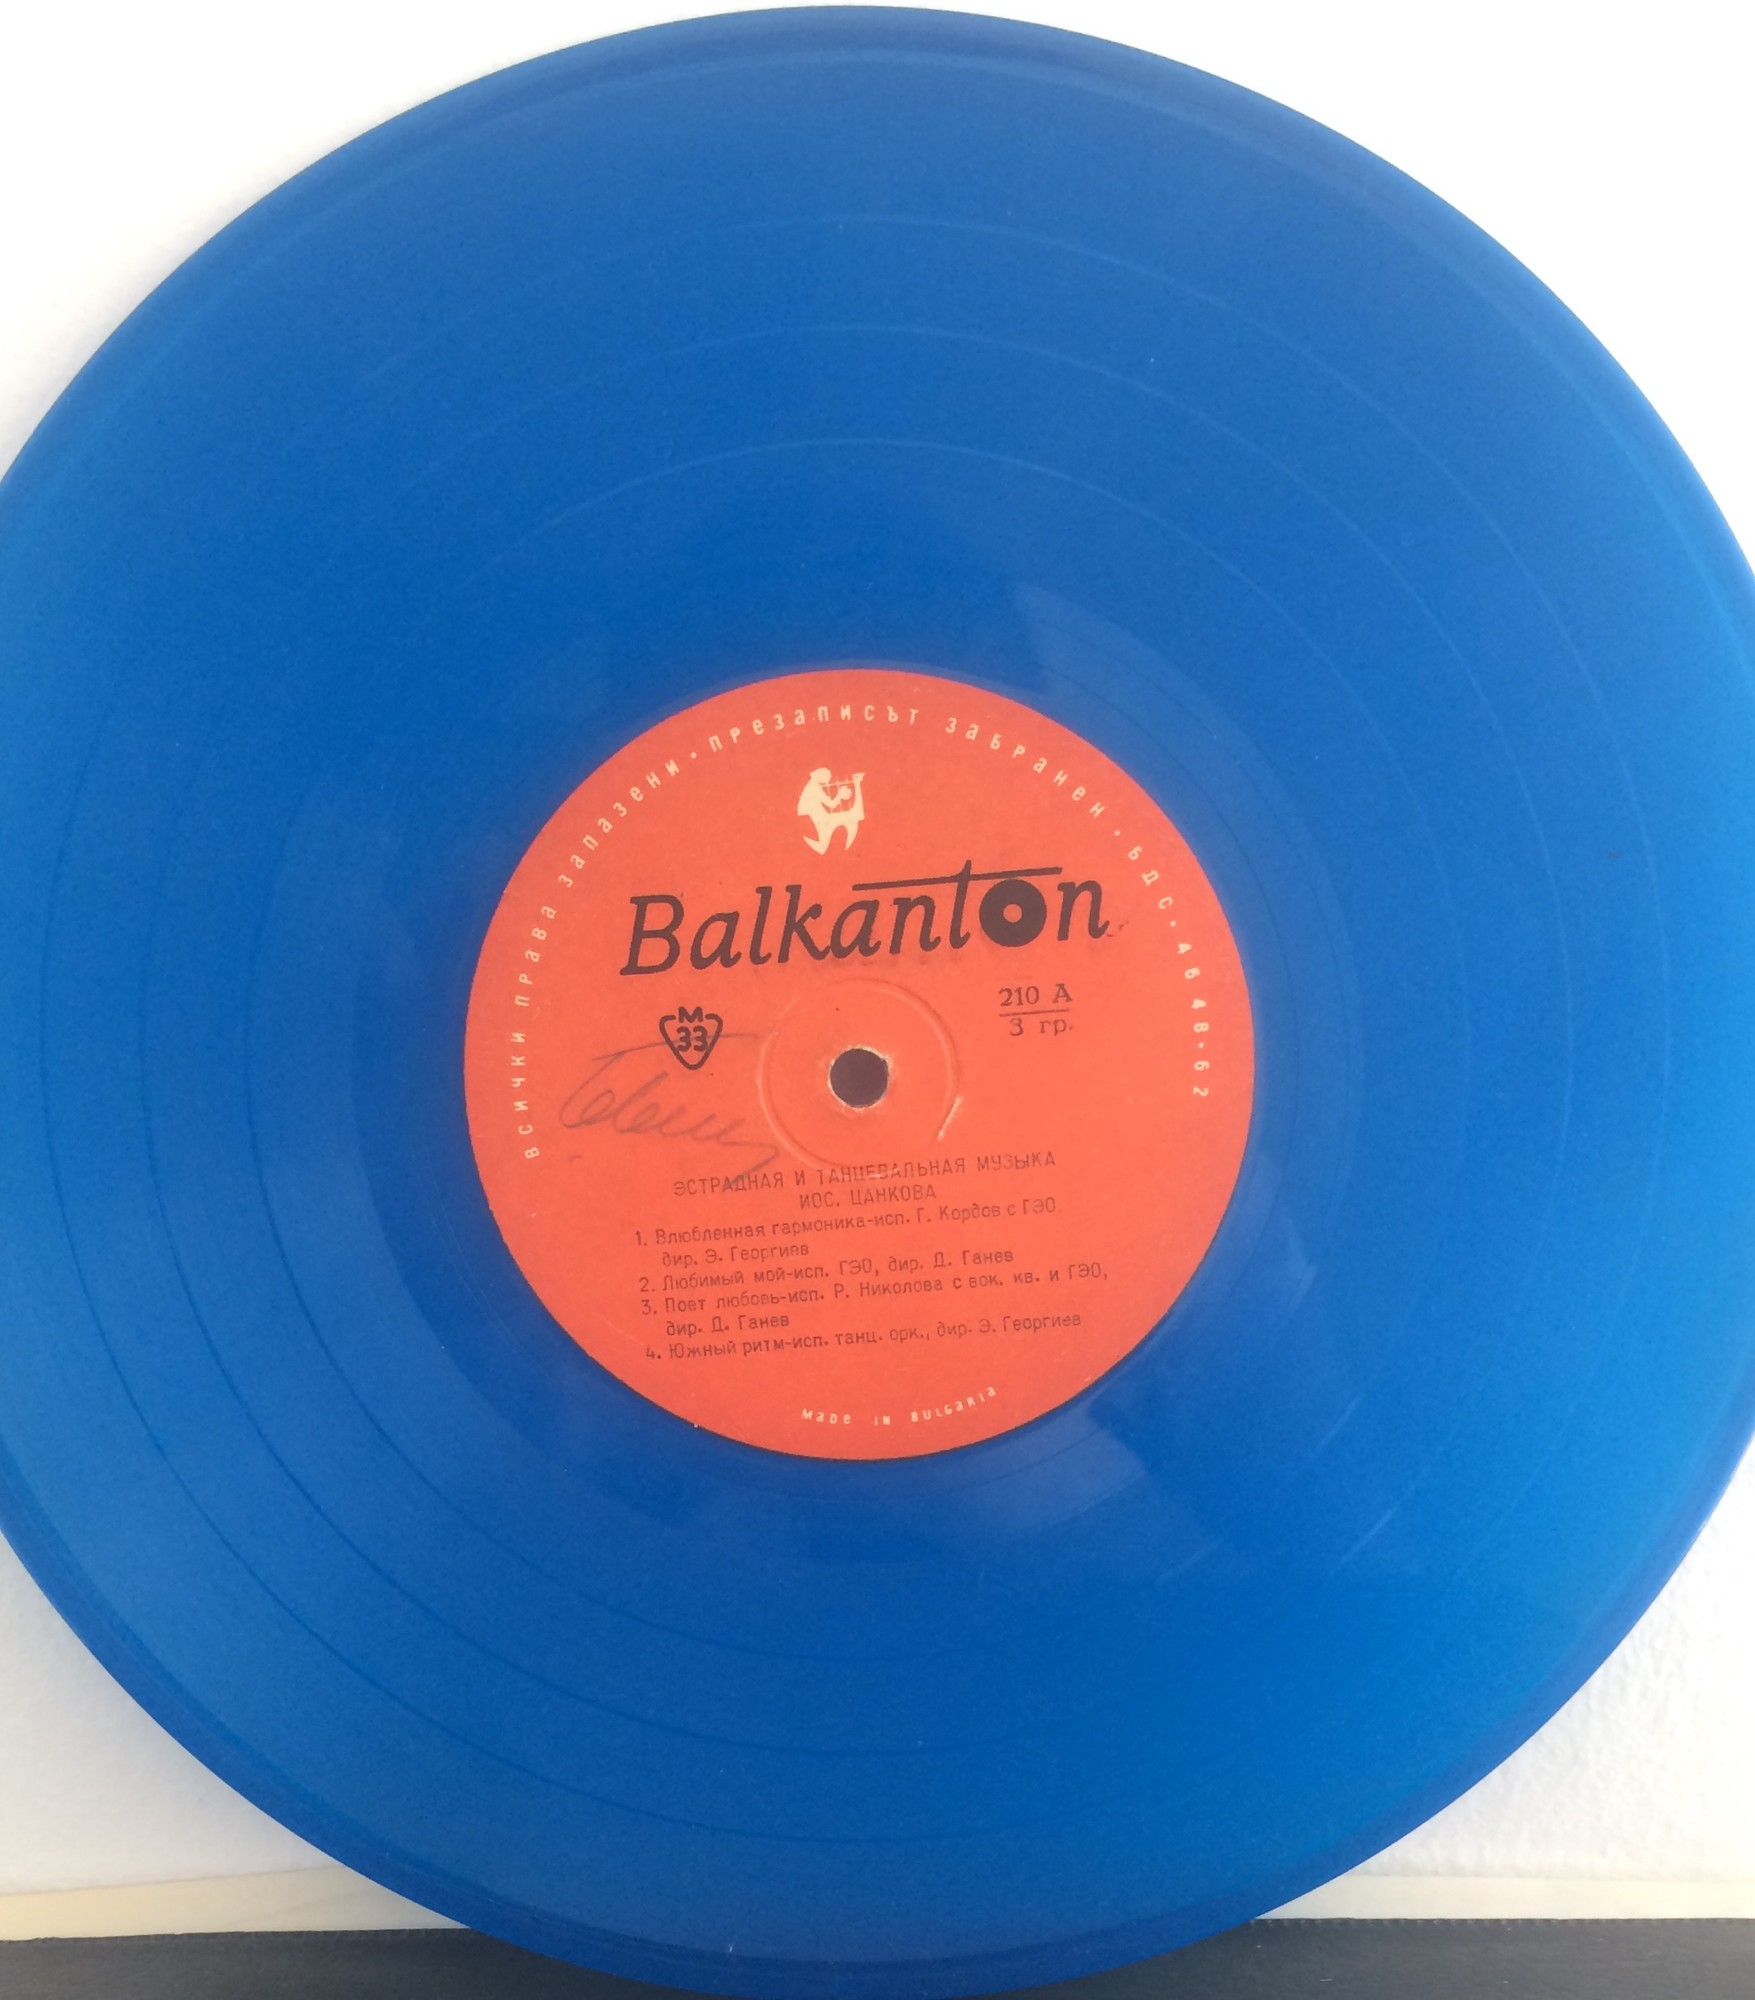 всички права запазени · презаписът забранен · бдс · 4648 · 62
Balkanton
М
33
210 А
3 гр.
ЭСТРАДНАЯ И ТАНЦЕВАЛЬНАЯ МУЗЫКА
ИОС. ЦАНКОВА
1. Влюбленная гармоника-исп. Г. Кордов с ГЭО
дир. Э. Георгиев
2. Любимый мой-исп. ГЭО, дир. Д. Ганев
3. Поет любовь-исп. Р. Николова с вок. кв. и ГЭО,
дир. Д. Ганев
4. Южный ритм-исп. танц. орк., дир. Э. Георгиев
made in bulgaria